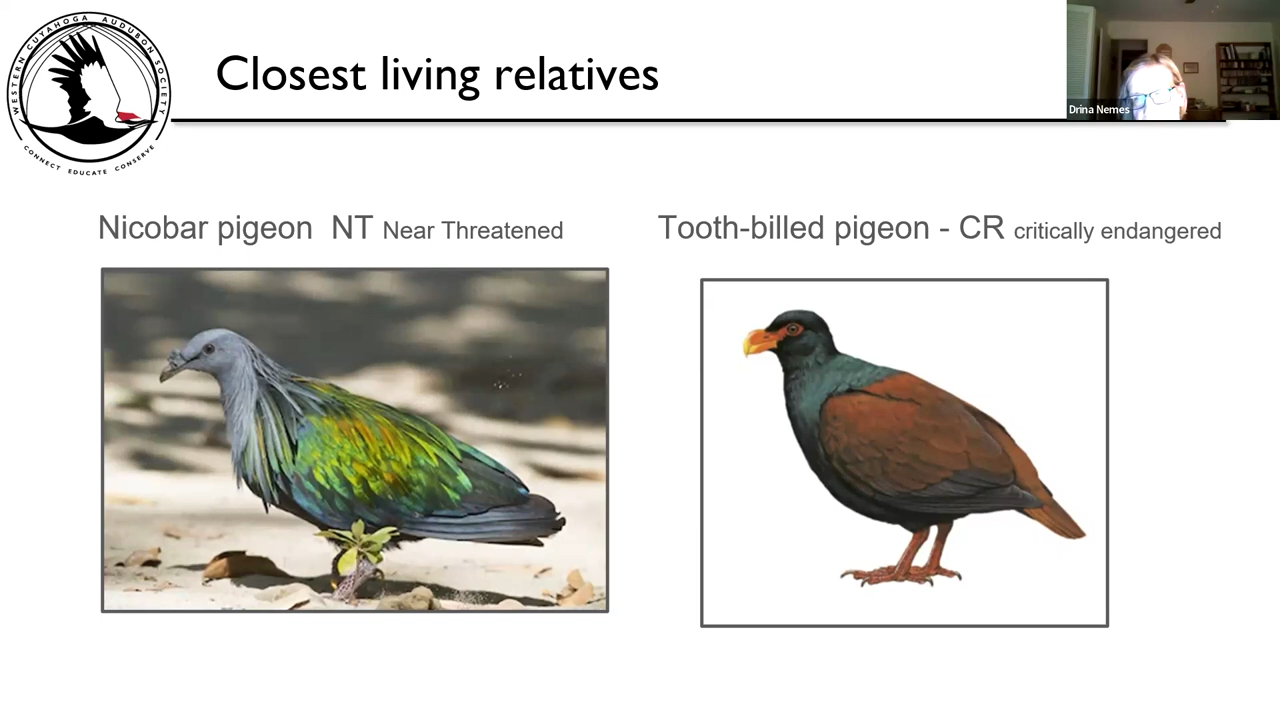 WESTERN CUYAHOGA AUDUBON SOCIETY
CONNECT EDUCATE CONSERVE
Closest living relatives
Drina Nemes
Nicobar pigeon NT Near Threatened
Tooth-billed pigeon - CR critically endangered